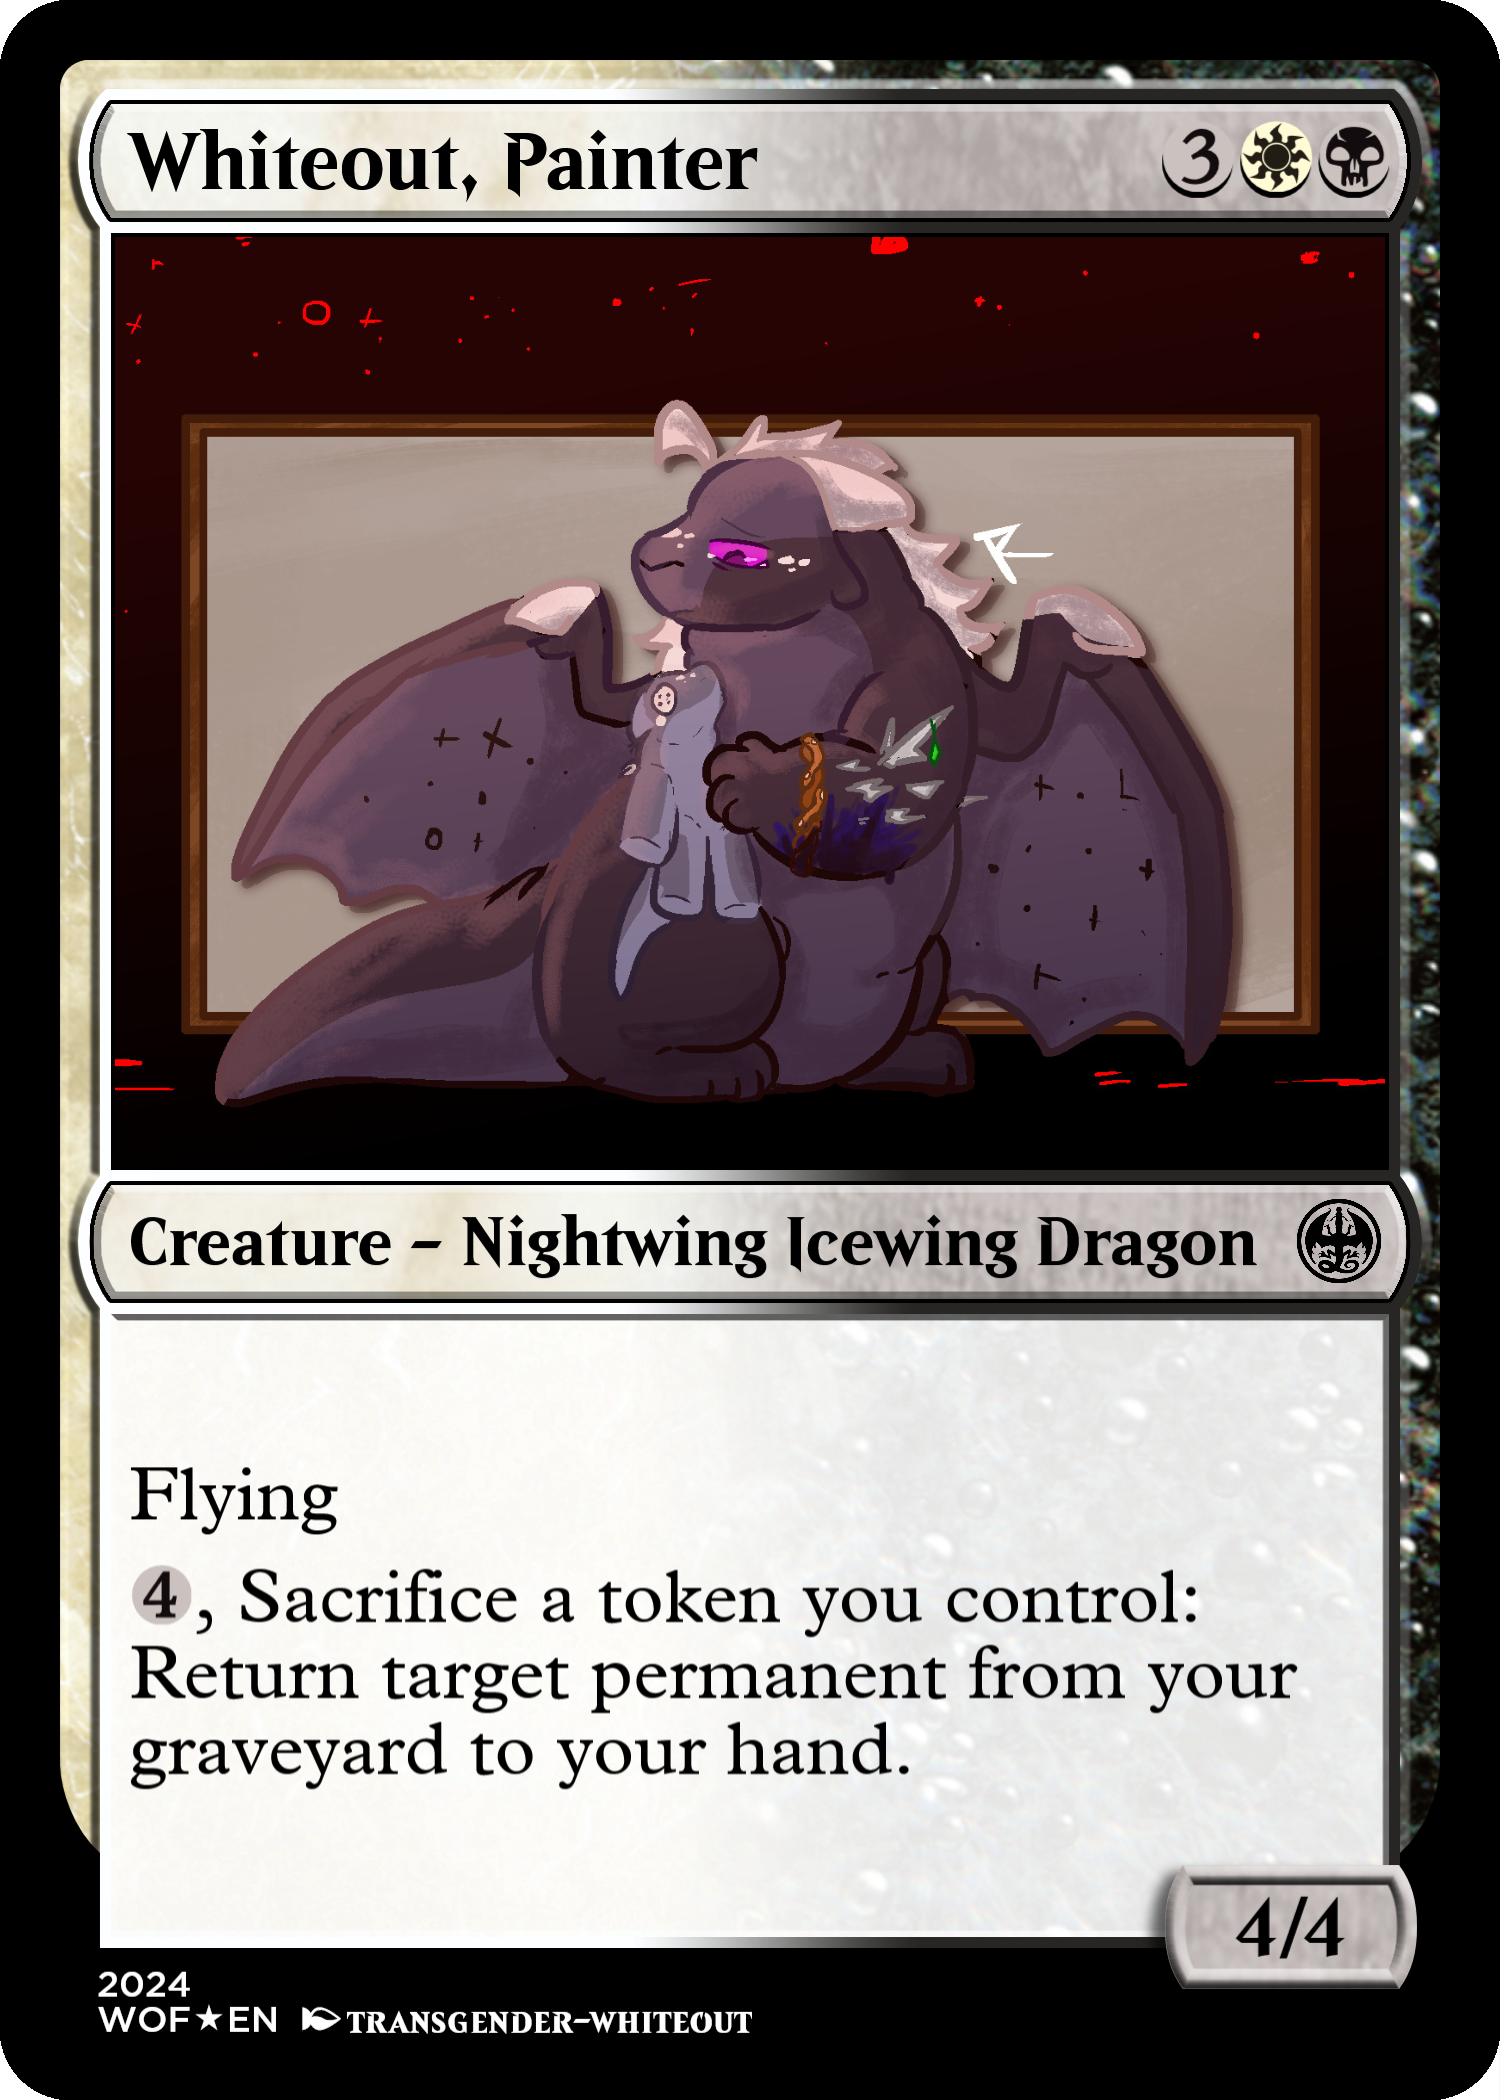 Whiteout, Painter 3
Creature – Nightwing Icewing Dragon
Flying
4, Sacrifice a token you control:
Return target permanent from your
graveyard to your hand.
4/4
2024
WOF★EN TRANSGENDER-WHITEOUT